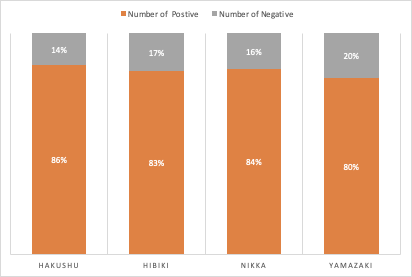 Number of Postive Number of Negative
14% 17% 16% 20%
86% 83% 84% 80%
HAKUSHU HIBIKI NIKKA YAMAZAKI